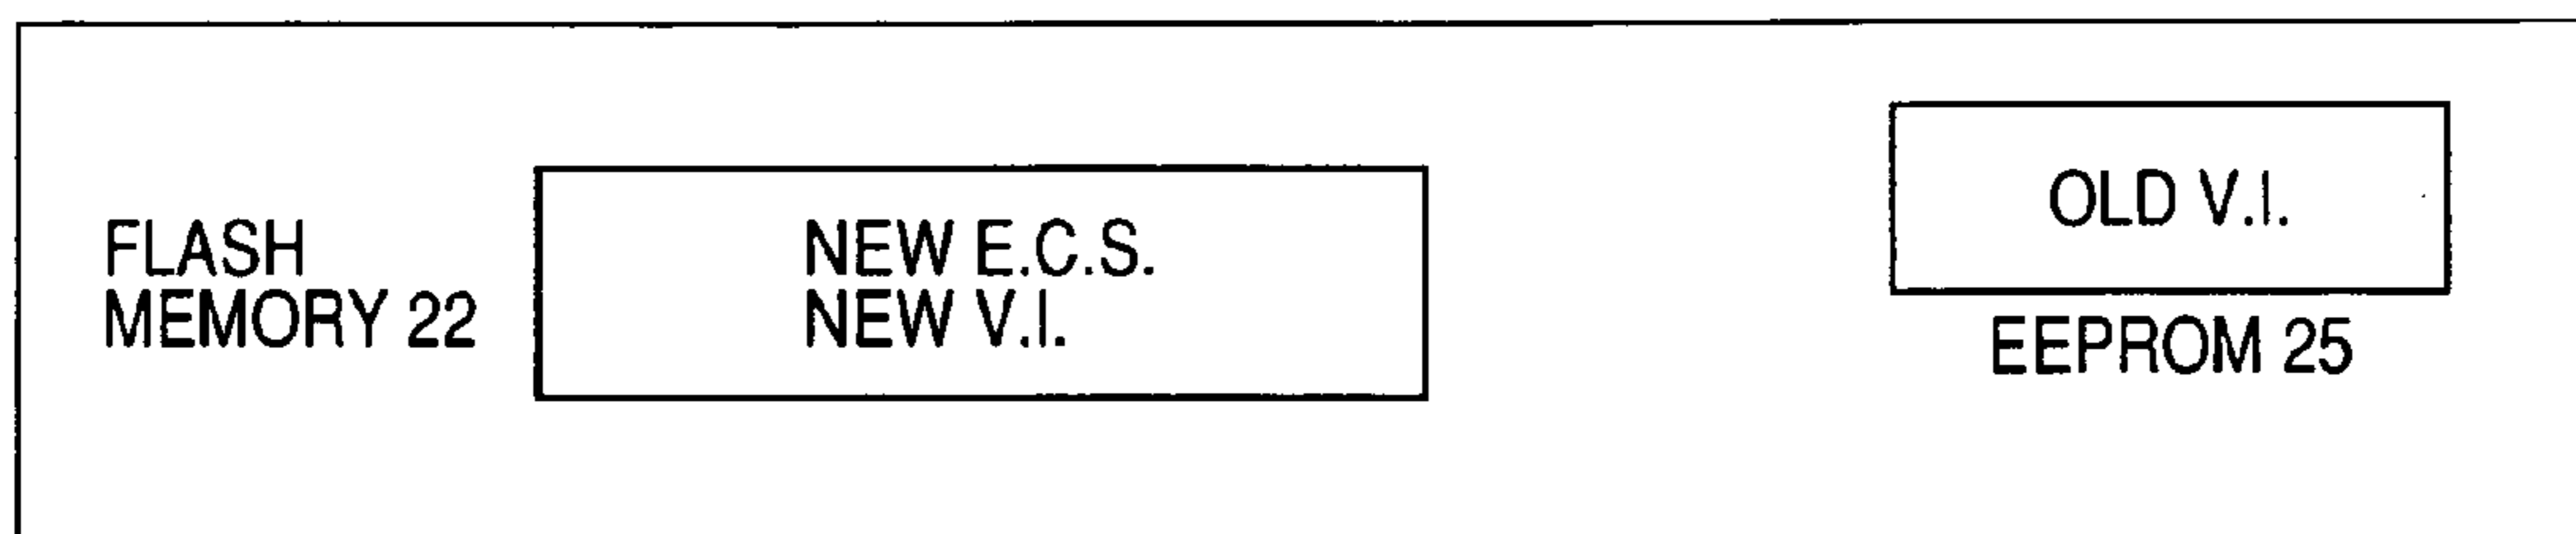 FLASH
MEMORY 22
NEW E.C.S.
NEW V.I.
OLD V.I.
EEPROM 25